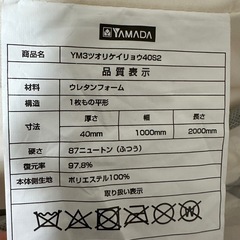 YAMADA
商品名 YM3ツオリケイリョウ40S2
品質表示
材料 ウレタンフォーム
構造 1枚もの平形
寸法 厚さ 幅 長さ
40mm 1000mm 2000mm
硬さ 87ニュートン(ふつう)
復元率 97.8%
本体側生地 ポリエステル100%
取り扱い表示
W